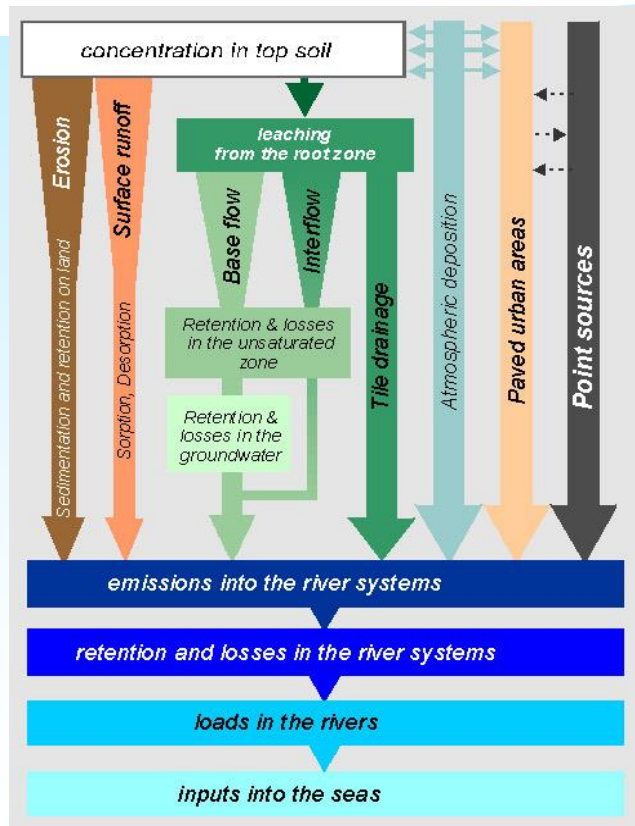 concentration in top soil
leaching
from the root zone
Erosion
Sedimentation and retention on land
Surface runoff
Sorption, Desorption
Base flow
Interflow
Retention & losses
in the unsaturated
zone
Retention &
losses in the
groundwater
Tile drainage
Atmospheric deposition
Paved urban areas
Point sources
emissions into the river systems
retention and losses in the river systems
loads in the rivers
inputs into the seas